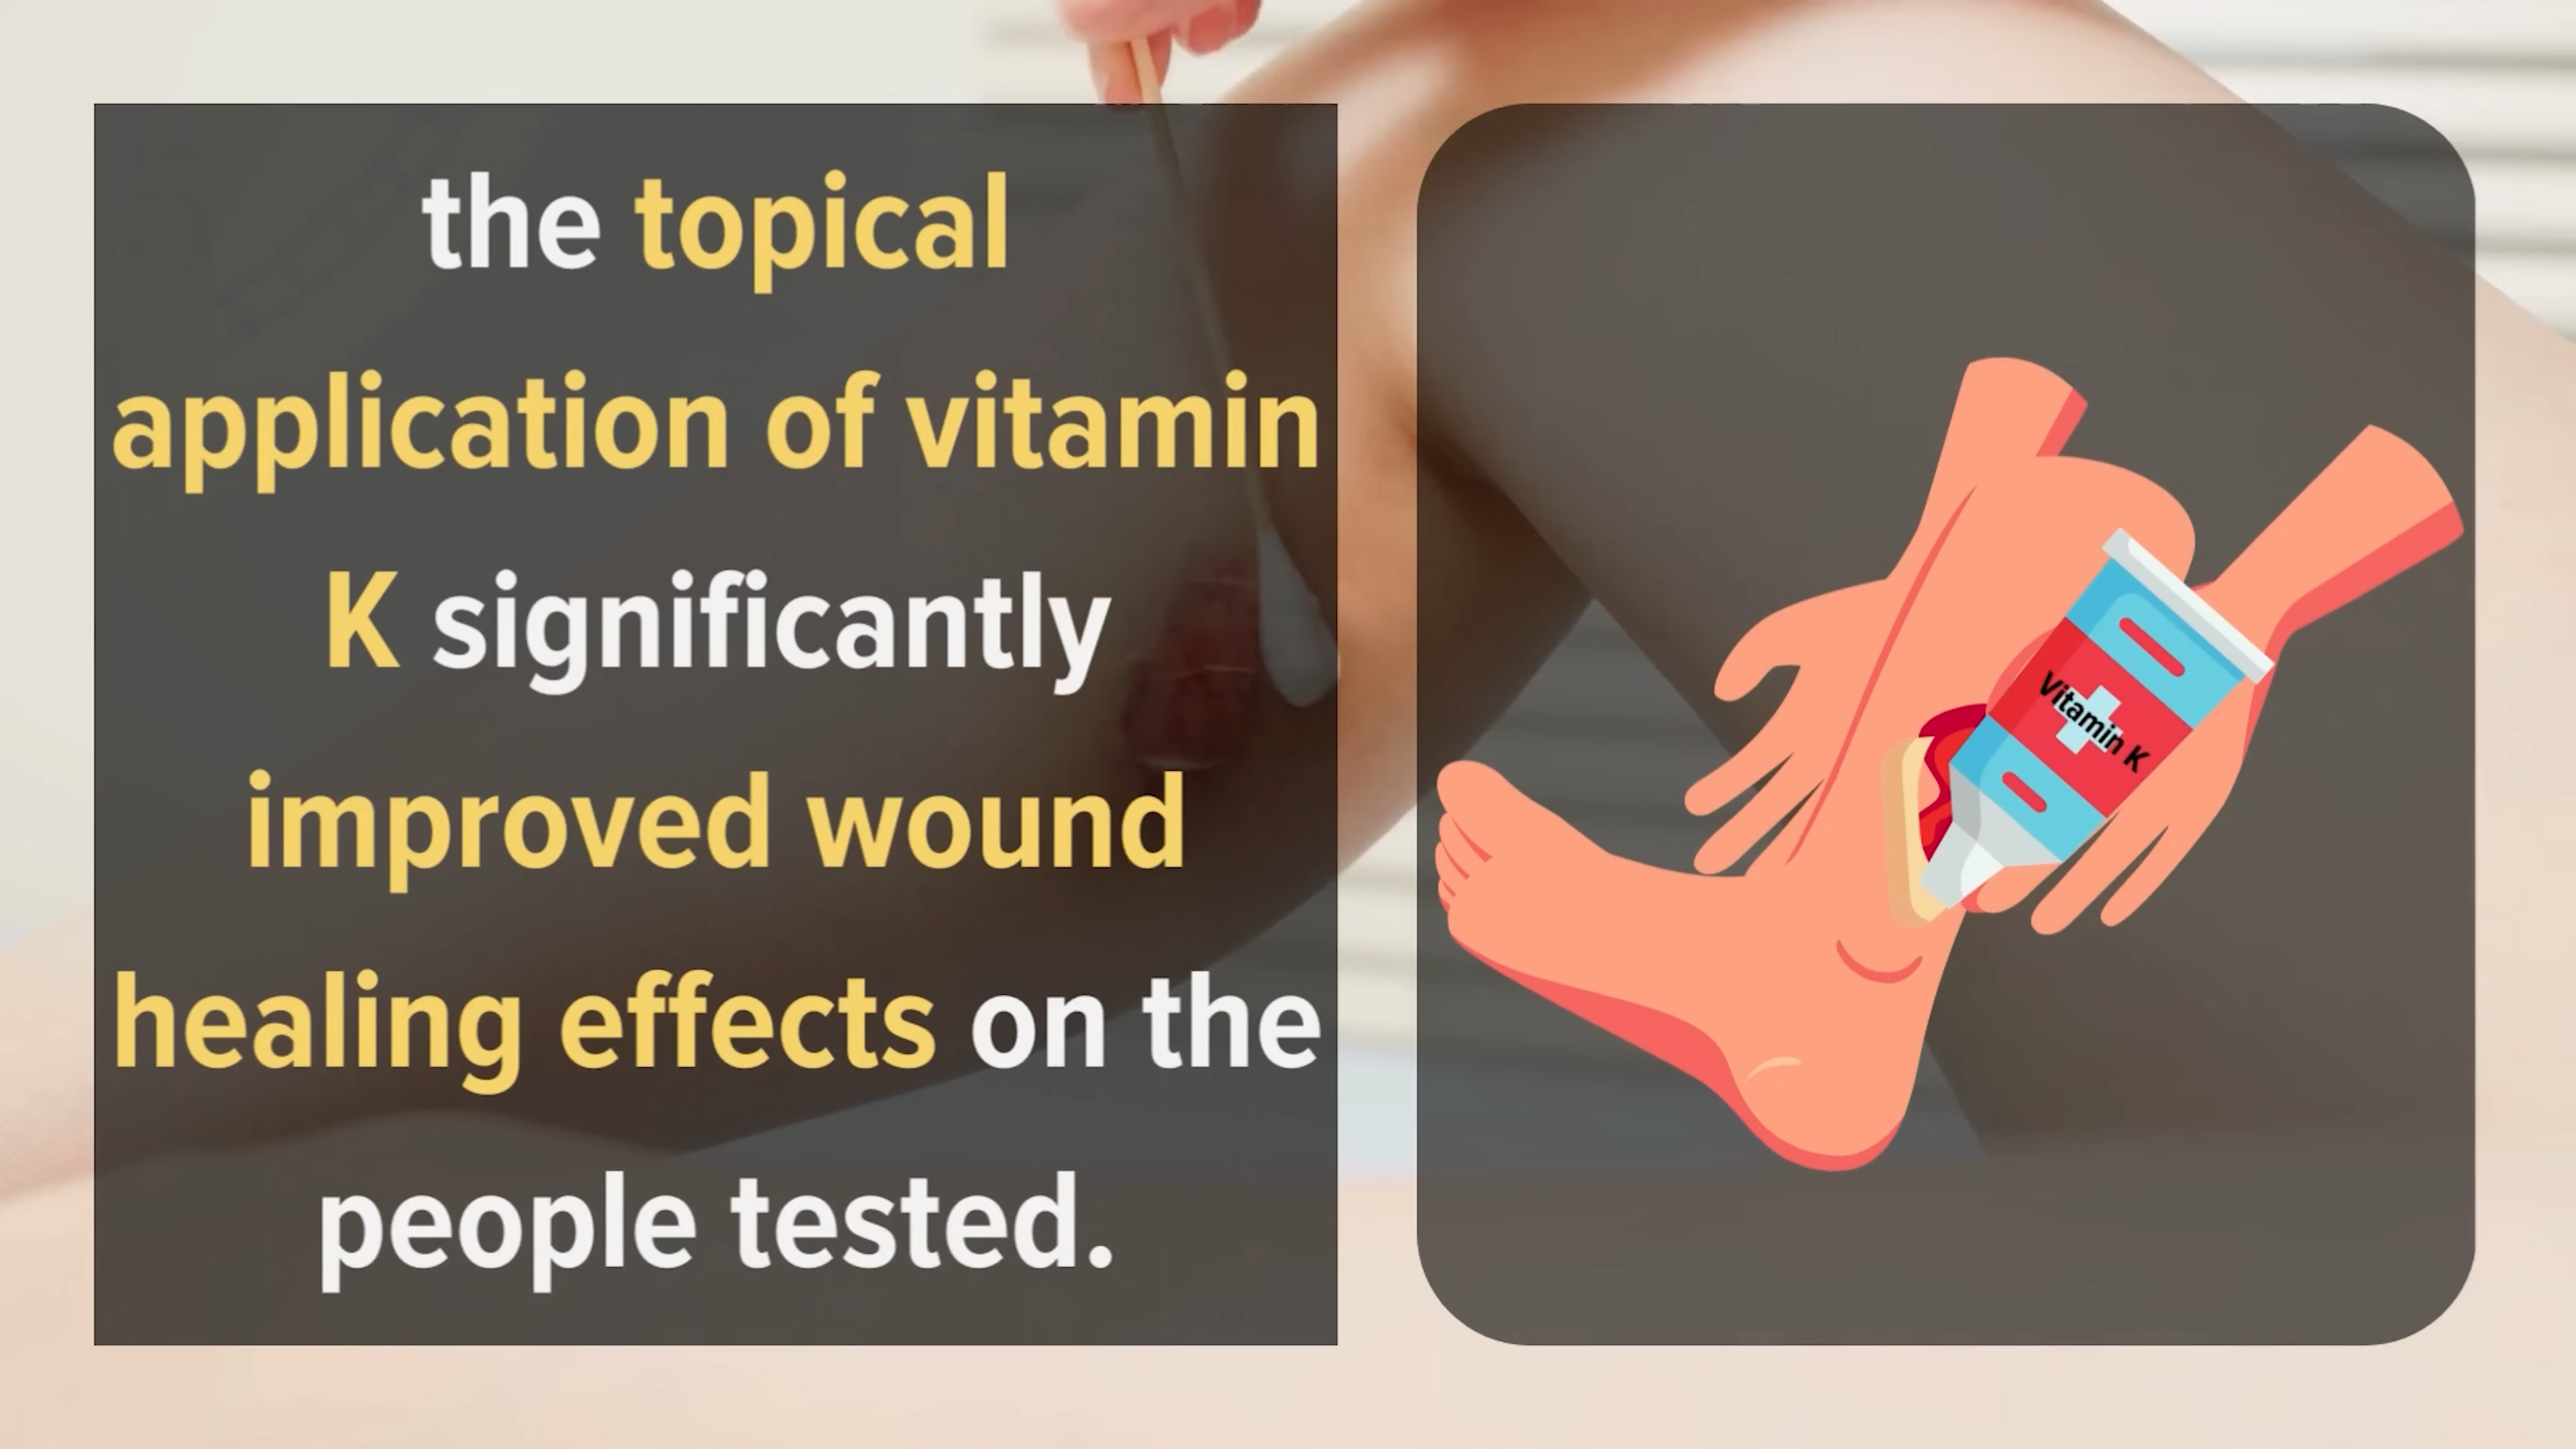 the topical
application of vitamin
K significantly
improved wound
healing effects on the
people tested.
Vitamin K